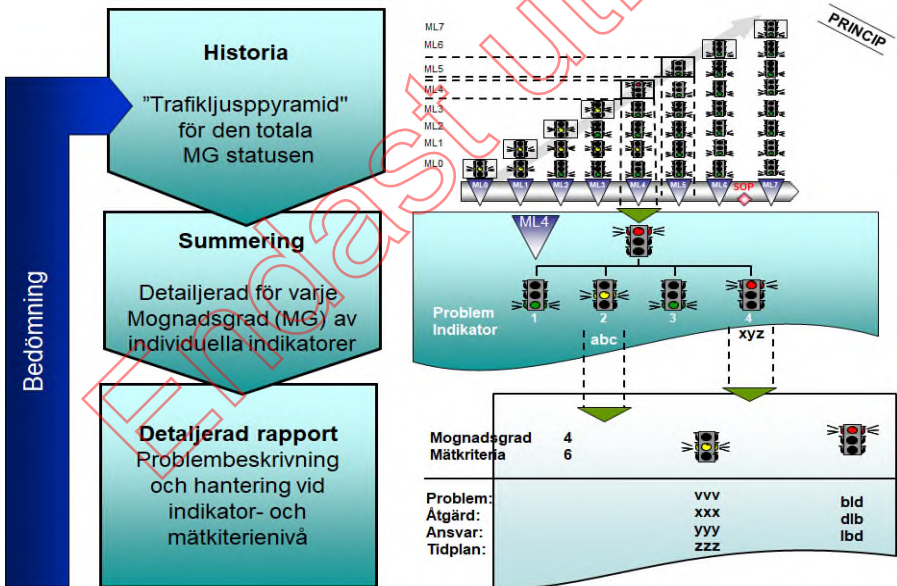 Bedömning
Historia
"Trafikljusppyramid"
för den totala
MG statusen
Summering
Detailjerad för varje
Mognadsgrad (MG) av
individuella indikatorer
Detaljerad rapport
Problembeskrivning
och hantering vid
indikator- och
mätkiterienivå
PRINCIP
ML7
ML6
ML5
ML4
ML3
ML2
ML1
ML0
ML0 ML1 ML2 ML3 ML4 ML5 ML6 SOP ML7
ML4
Problem
Indikator
1 2 3 4
abc xyz
Mognadsgrad 4
Mätkriteria 6
Problem: vvv bld
Åtgärd: xxx dlb
Ansvar: yyy lbd
Tidplan: zzz
Endast